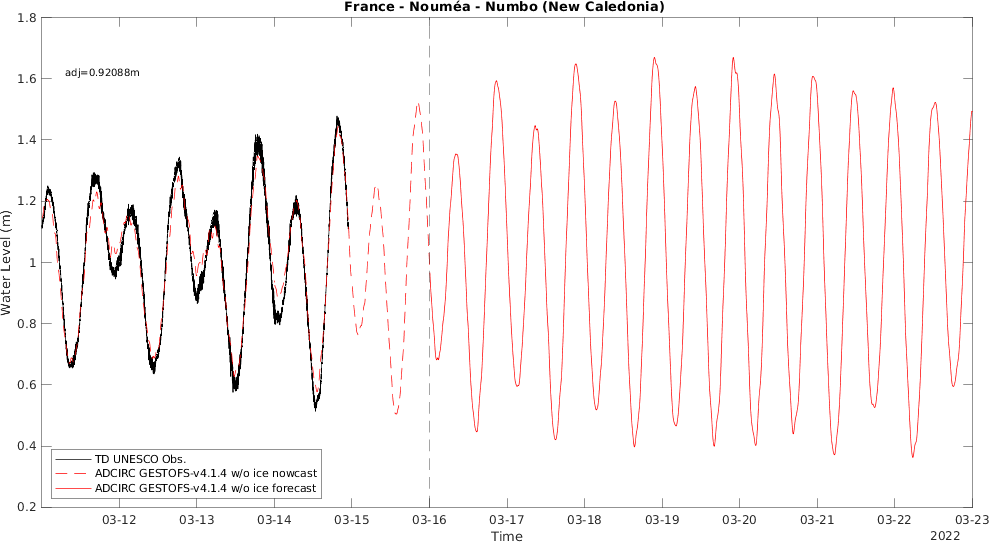 France - Nouméa - Numbo (New Caledonia)
1.8
1.6
1.4
1.2
1
0.8
0.6
0.4
0.2
Water Level (m)
adj=0.92088m
TD UNESCO Obs.
ADCIRC GESTOFS-v4.1.4 w/o ice nowcast
ADCIRC GESTOFS-v4.1.4 w/o ice forecast
03-12 03-13 03-14 03-15 03-16 03-17 03-18 03-19 03-20 03-21 03-22 03-23
Time
2022